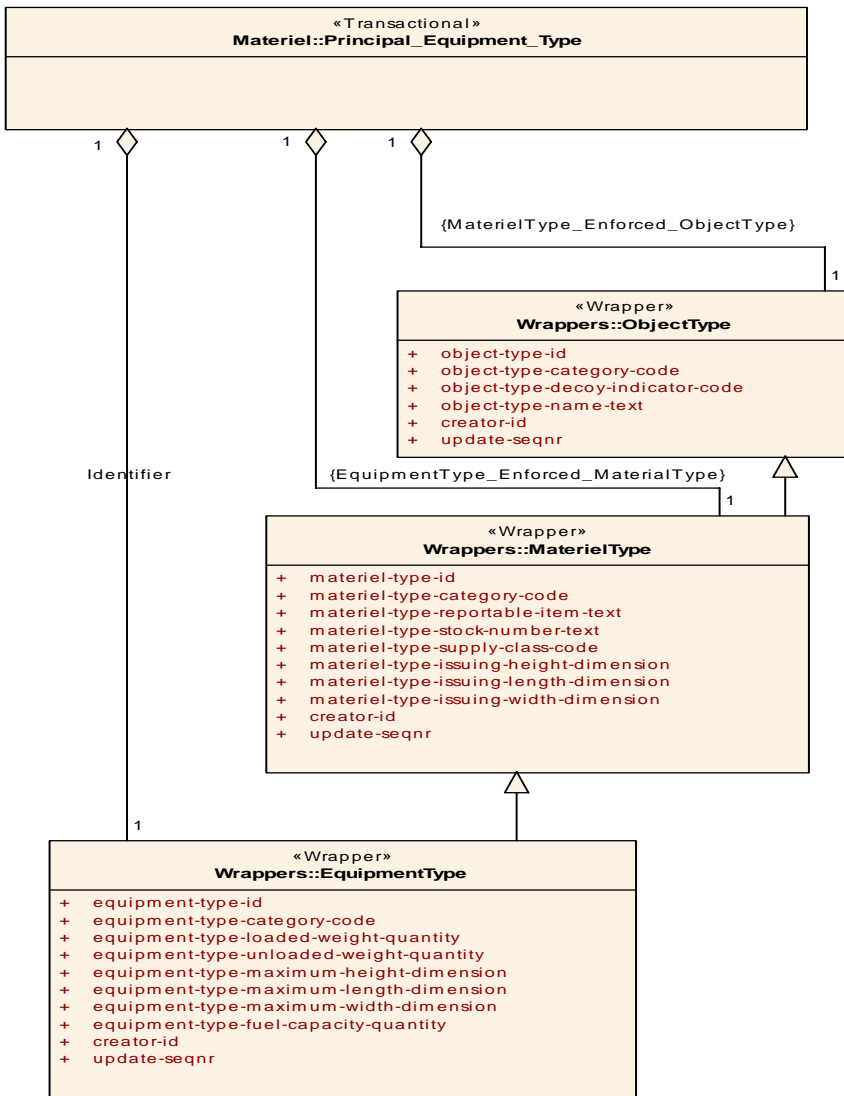 «Transactional»
Materiel::Principal_Equipment_Type
1
1
1
{MaterielType_Enforced_ObjectType}
1
«Wrapper»
Wrappers::ObjectType
+ object-type-id
+ object-type-category-code
+ object-type-decoy-indicator-code
+ object-type-name-text
+ creator-id
+ update-seqnr
Identifier
{EquipmentType_Enforced_MaterialType}
1
«Wrapper»
Wrappers::MaterielType
+ materiel-type-id
+ materiel-type-category-code
+ materiel-type-reportable-item-text
+ materiel-type-stock-number-text
+ materiel-type-supply-class-code
+ materiel-type-issuing-height-dimension
+ materiel-type-issuing-length-dimension
+ materiel-type-issuing-width-dimension
+ creator-id
+ update-seqnr
1
«Wrapper»
Wrappers::EquipmentType
+ equipment-type-id
+ equipment-type-category-code
+ equipment-type-loaded-weight-quantity
+ equipment-type-unloaded-weight-quantity
+ equipment-type-maximum-height-dimension
+ equipment-type-maximum-length-dimension
+ equipment-type-maximum-width-dimension
+ equipment-type-fuel-capacity-quantity
+ creator-id
+ update-seqnr